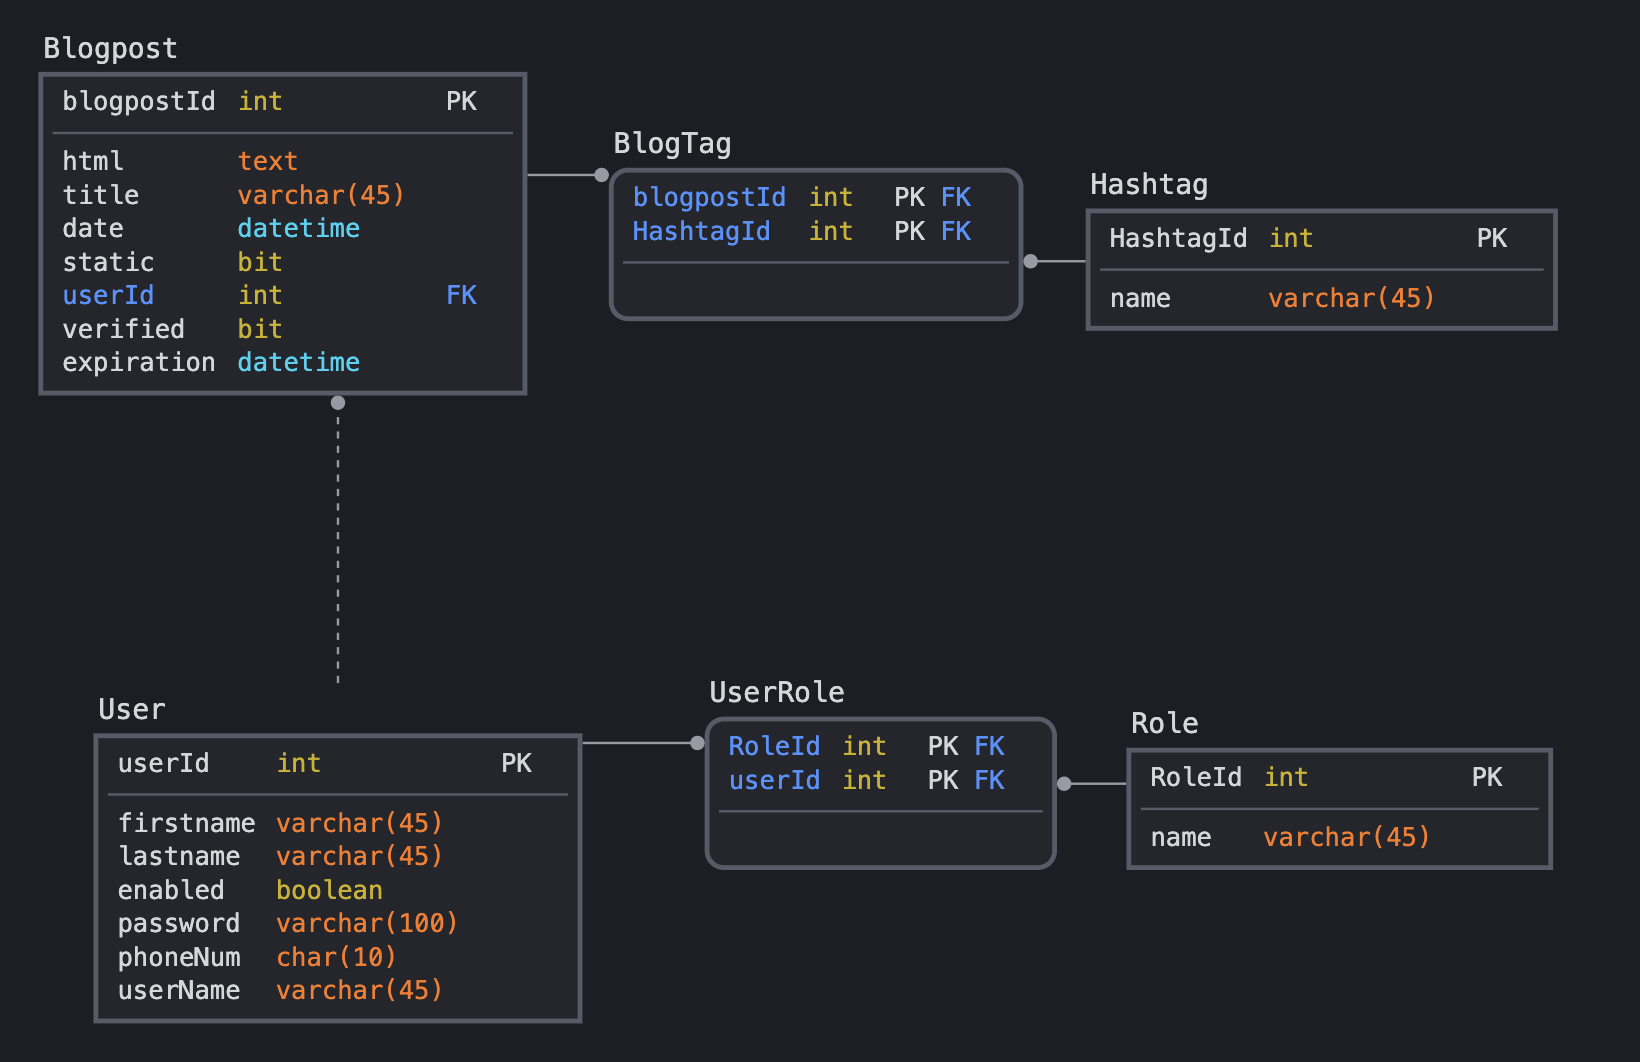 Blogpost
blogpostId int PK
html text
title varchar(45)
date datetime
static bit
userId int FK
verified bit
expiration datetime
BlogTag
blogpostId int PK FK
HashtagId int PK FK
Hashtag
HashtagId int PK
name varchar(45)
User
userId int PK
firstname varchar(45)
lastname varchar(45)
enabled boolean
password varchar(100)
phoneNum char(10)
userName varchar(45)
UserRole
RoleId int PK FK
userId int PK FK
Role
RoleId int PK
name varchar(45)